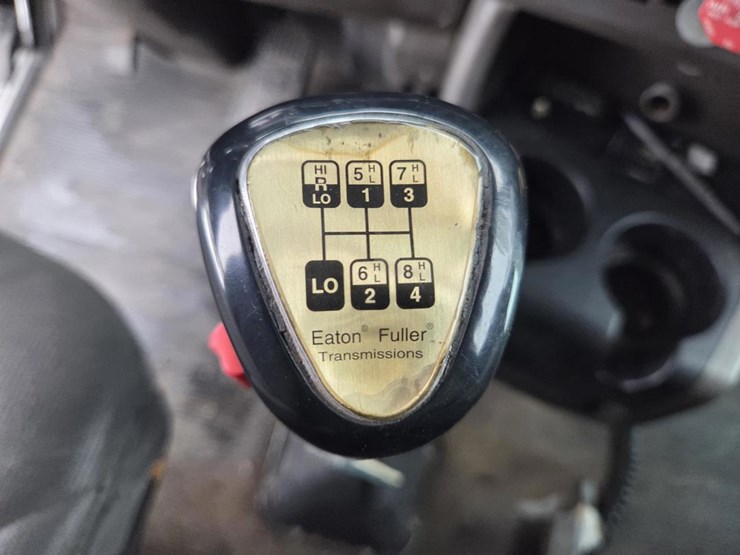 HI 5 H 7 H
R L L
LO 1 3
LO 6 H 8 H
L L
2 4
Eaton® Fuller®
Transmissions